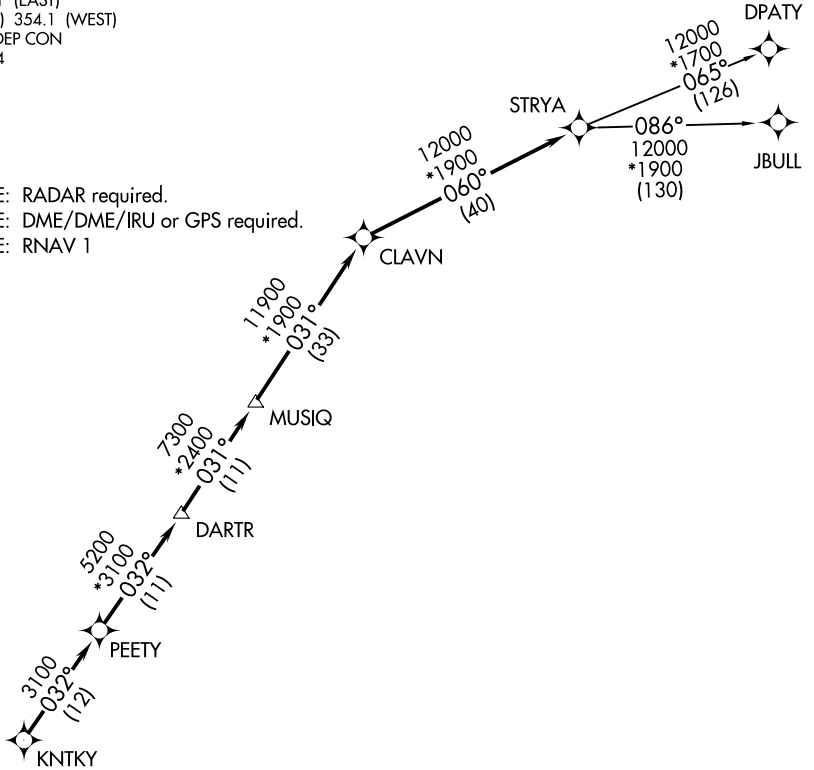 (EAST)
) 354.1 (WEST)
DEP CON
4
E: RADAR required.
E: DME/DME/IRU or GPS required.
E: RNAV 1
DPATY
12000
*1700
065°
(126)
STRYA
086°
12000
*1900
(130)
JBULL
12000
*1900
060°
(40)
CLAVN
11900
*1900
031°
(33)
MUSIQ
7300
*2400
031°
(11)
DARTR
5200
*3100
032°
(11)
PEETY
3100
032°
(12)
KNTKY